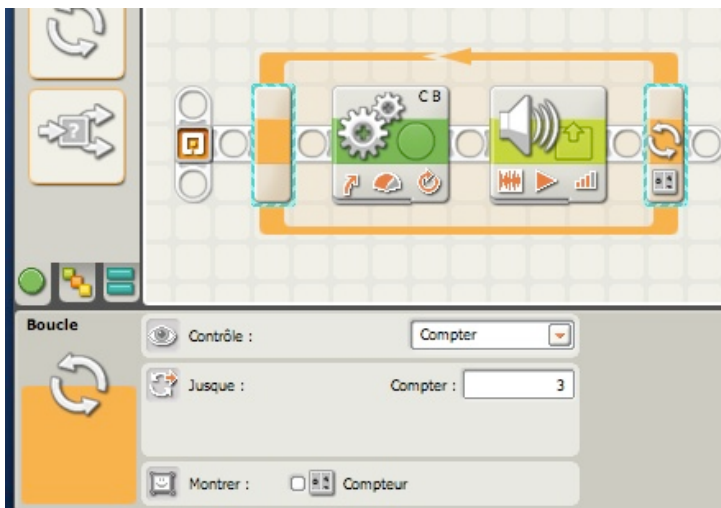 C B
Boucle
Contrôle :
Compter
Jusque :
Compter :
3
Montrer :
Compteur